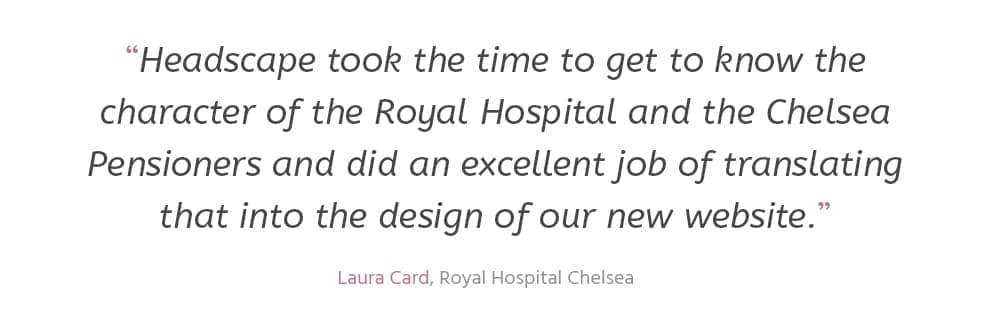 “Headscape took the time to get to know the
character of the Royal Hospital and the Chelsea
Pensioners and did an excellent job of translating
that into the design of our new website.”
Laura Card, Royal Hospital Chelsea